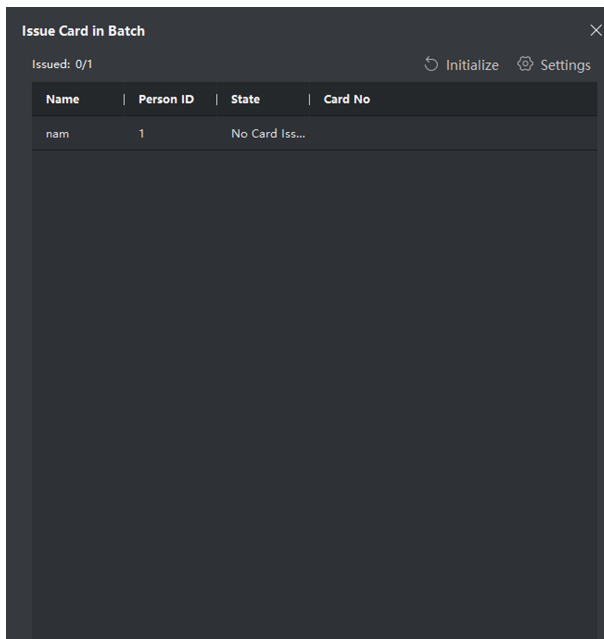 Issue Card in Batch
Issued: 0/1 Initialize Settings
Name | Person ID | State | Card No
nam 1 No Card Iss...